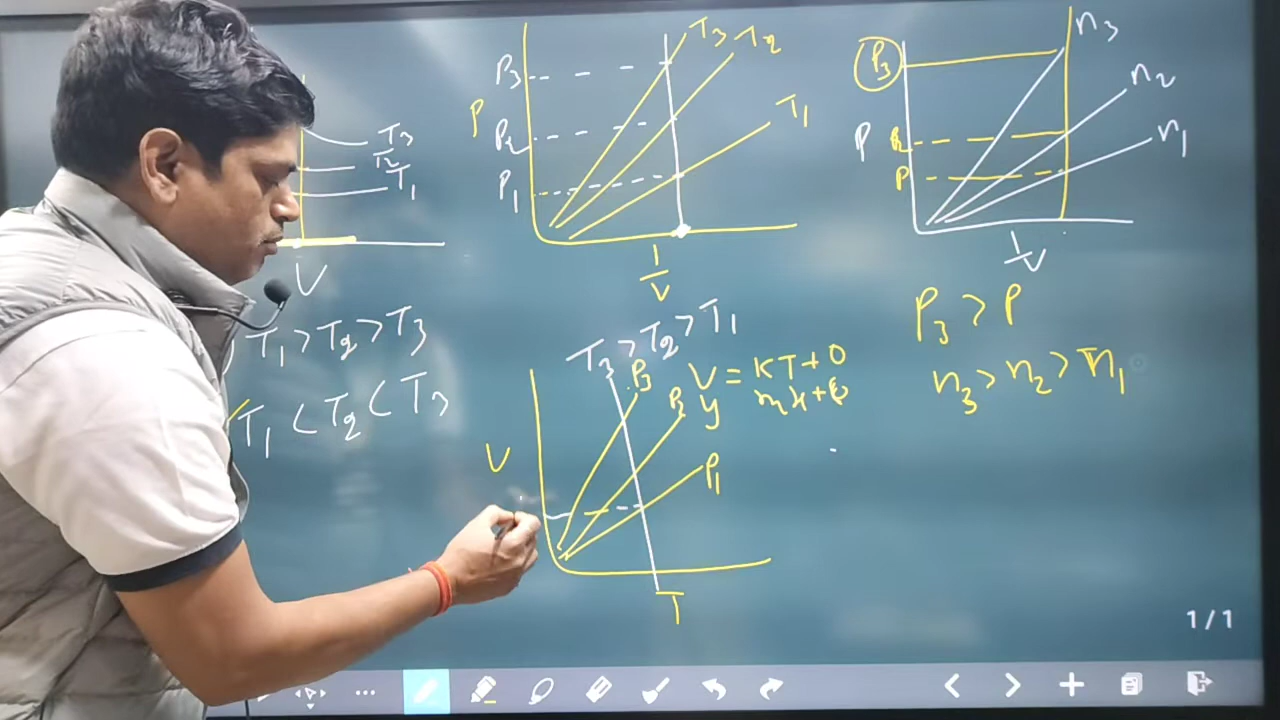 T3
T2
T1
V
T1 > T2 > T3
T1 < T2 < T3
P
P3
P2
P1
T3
T2
T1
1/V
T3 > T2 > T1
V
P3
P2
P1
V = KT + 0
y mx +
T
P
P3
P2
P
n3
n2
n1
1/V
P3 > P
n3 > n2 > n1
1/1